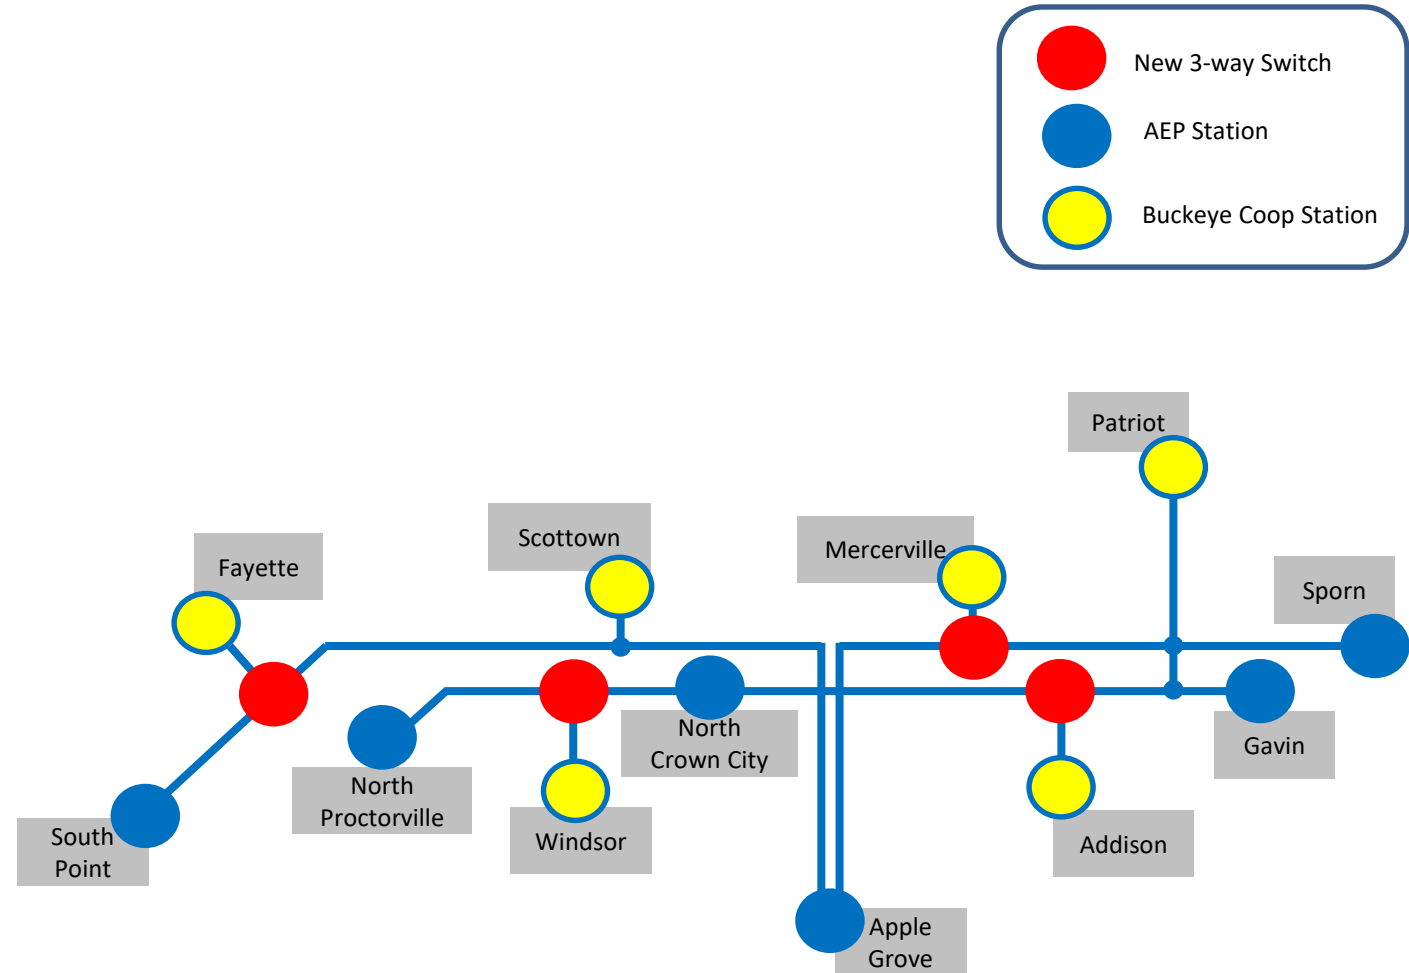 New 3-way Switch
AEP Station
Buckeye Coop Station
Patriot
Scottown
Mercerville
Fayette
Sporn
North
Crown City
Gavin
North
Proctorville
Windsor
South
Point
Addison
Apple
Grove